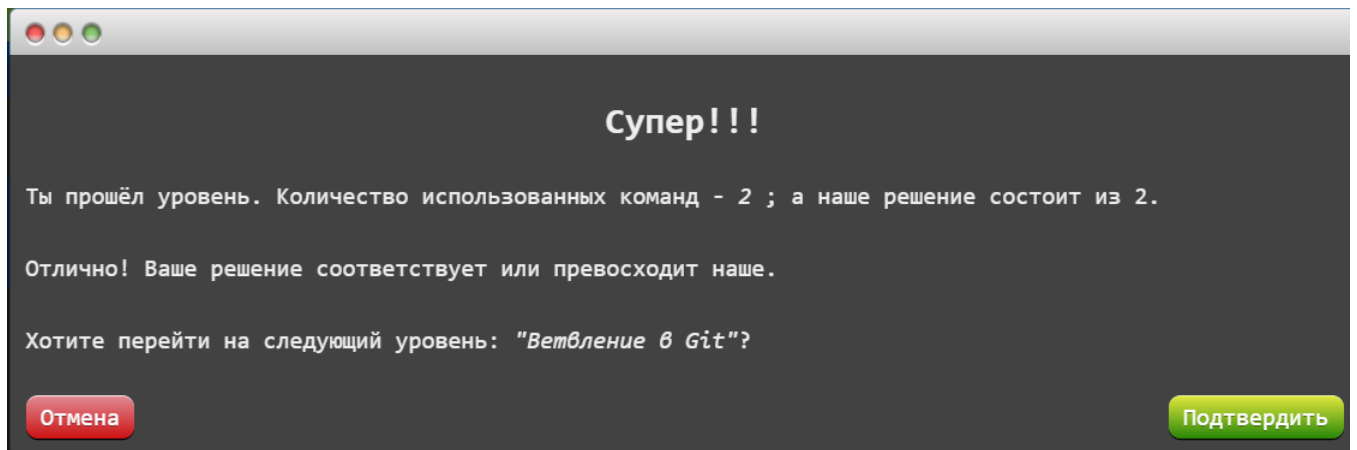 Супер!!!
Ты прошёл уровень. Количество использованных команд - 2 ; а наше решение состоит из 2.
Отлично! Ваше решение соответствует или превосходит наше.
Хотите перейти на следующий уровень: "Ветвление в Git"?
Отмена
Подтвердить